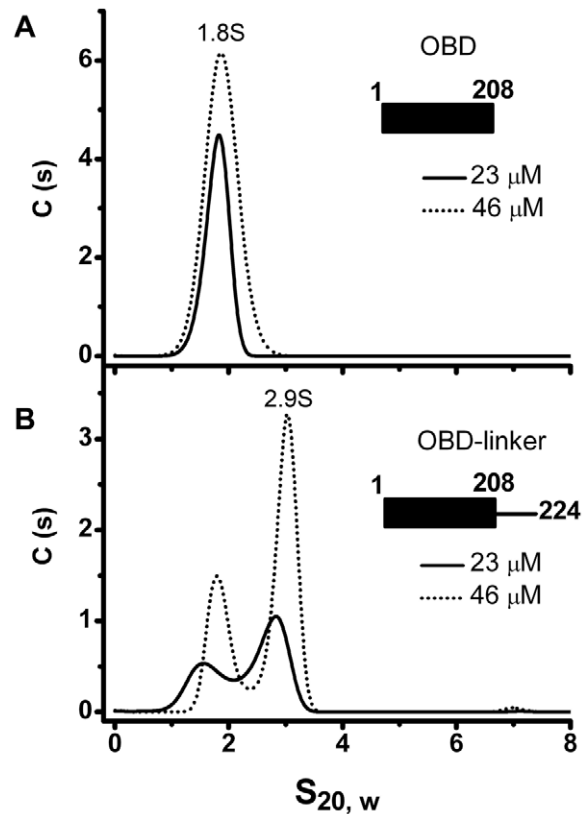 A
1.8S
OBD
1 208
23 μM
46 μM
C (s)
6
4
2
0
B
2.9S
OBD-linker
1 208
224
23 μM
46 μM
C (s)
3
2
1
0
0 2 4 6 8
S20, w